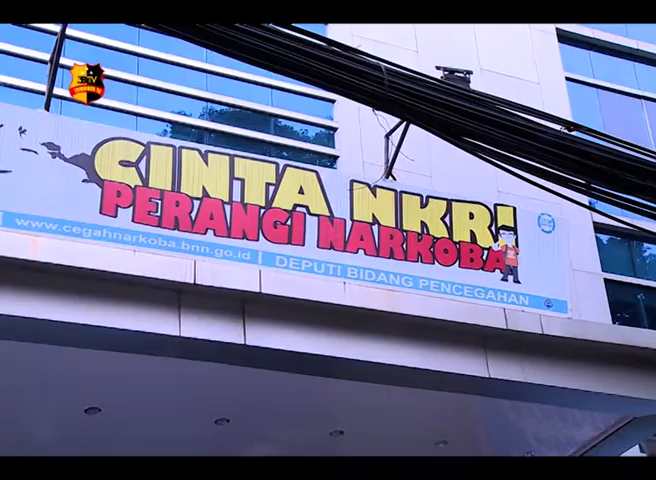 CINTA NKRI
PERANGI NARKOBA
www.cegahnarkoba.bnn.go.id
DEPUTI BIDANG PENCEGAHAN